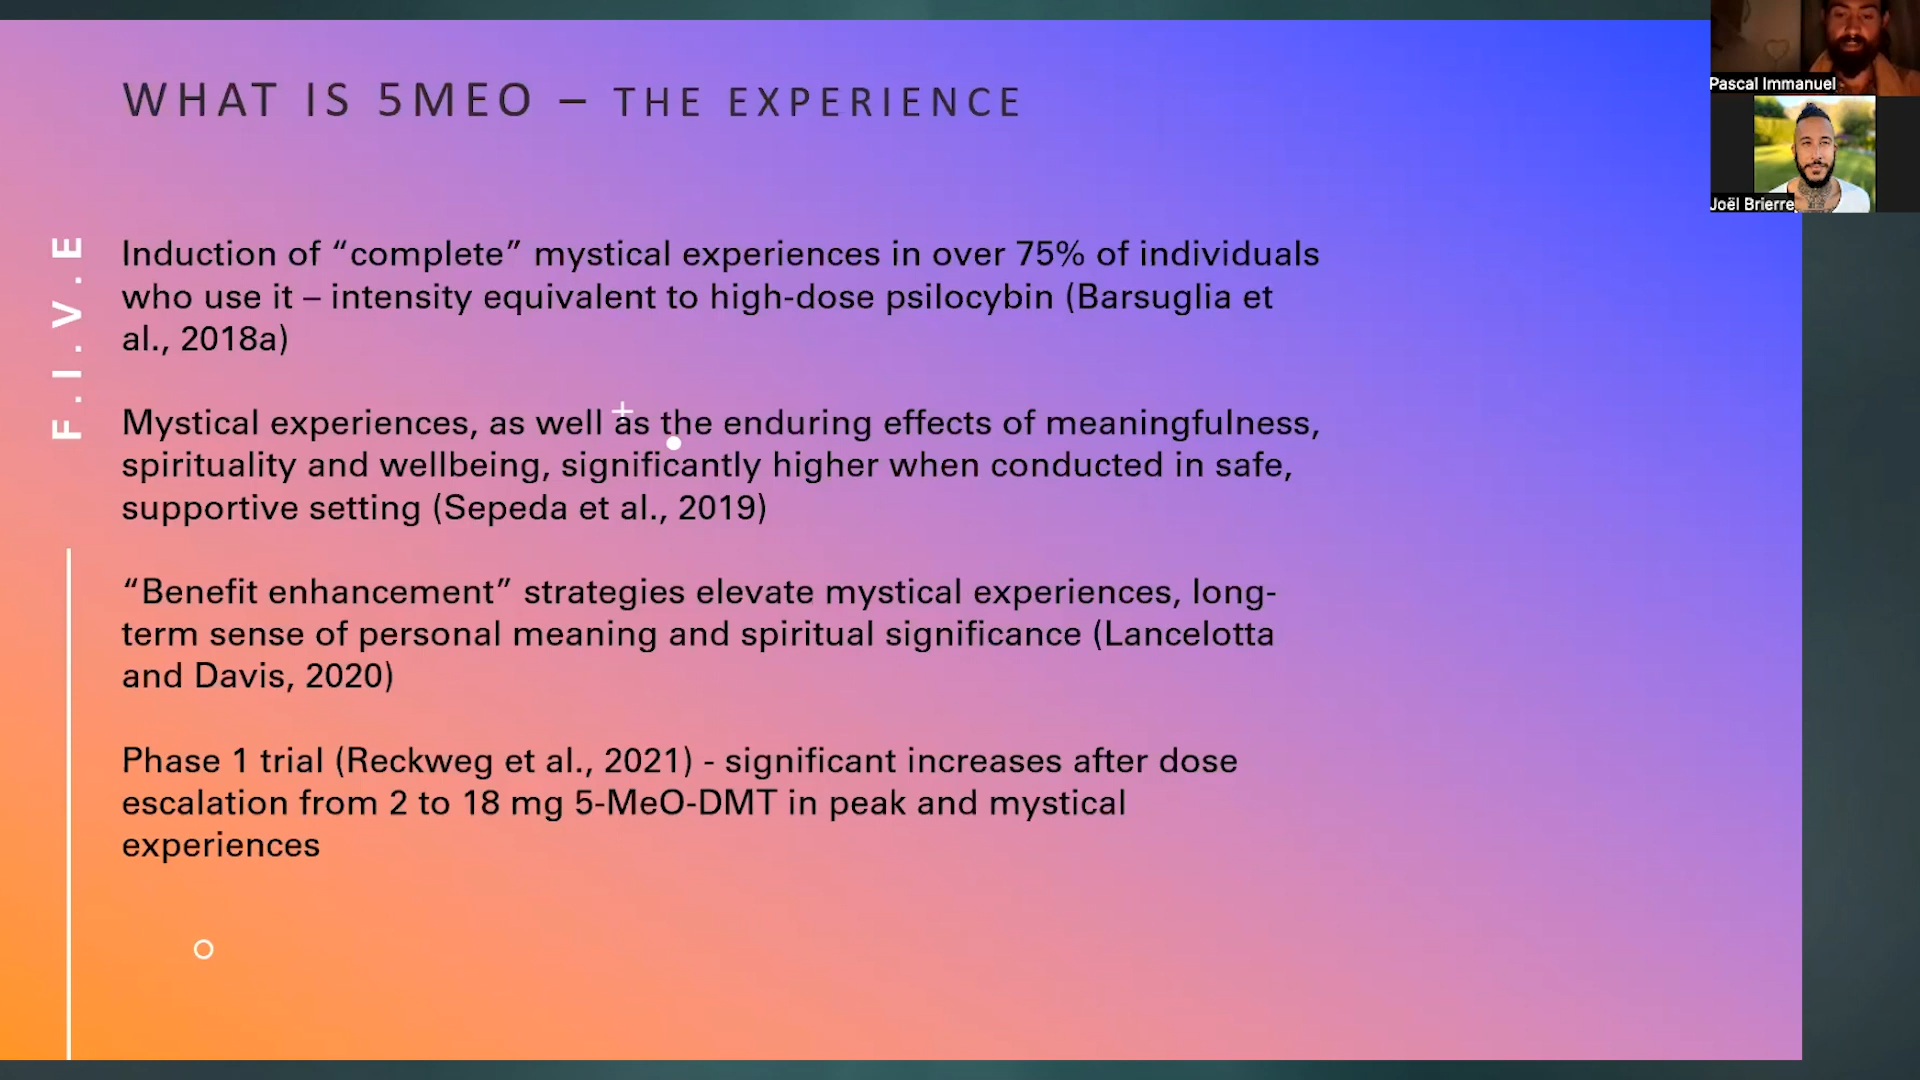 WHAT IS 5MEO – THE EXPERIENCE
Pascal Immanuel
Joël Brierre
F.I.V.E
Induction of “complete” mystical experiences in over 75% of individuals
who use it – intensity equivalent to high-dose psilocybin (Barsuglia et
al., 2018a)
Mystical experiences, as well as the enduring effects of meaningfulness,
spirituality and wellbeing, significantly higher when conducted in safe,
supportive setting (Sepeda et al., 2019)
“Benefit enhancement” strategies elevate mystical experiences, long-
term sense of personal meaning and spiritual significance (Lancelotta
and Davis, 2020)
Phase 1 trial (Reckweg et al., 2021) - significant increases after dose
escalation from 2 to 18 mg 5-MeO-DMT in peak and mystical
experiences